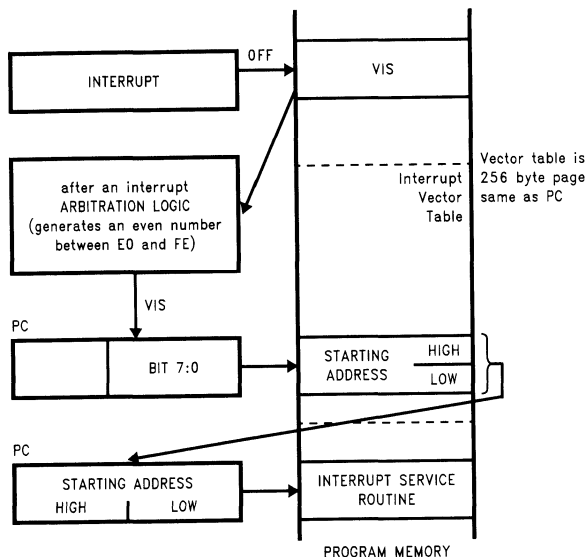 OFF
INTERRUPT
VIS
after an interrupt
ARBITRATION LOGIC
(generates an even number
between E0 and FE)
Interrupt
Vector
Table
Vector table is
256 byte page
same as PC
VIS
PC
BIT 7:0
STARTING
ADDRESS
HIGH
LOW
PC
STARTING ADDRESS
HIGH
LOW
INTERRUPT SERVICE
ROUTINE
PROGRAM MEMORY